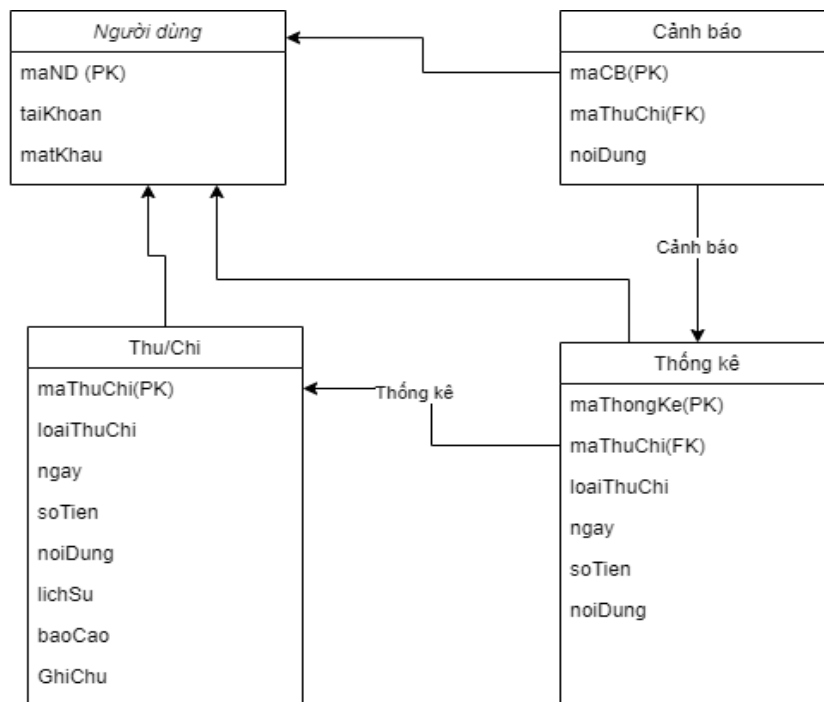 Người dùng
maND (PK)
taiKhoan
matKhau
Cảnh báo
maCB(PK)
maThuChi(FK)
noiDung
Cảnh báo
Thu/Chi
maThuChi(PK)
loaiThuChi
ngay
soTien
noiDung
lichSu
baoCao
GhiChu
Thống kê
Thống kê
maThongKe(PK)
maThuChi(FK)
loaiThuChi
ngay
soTien
noiDung